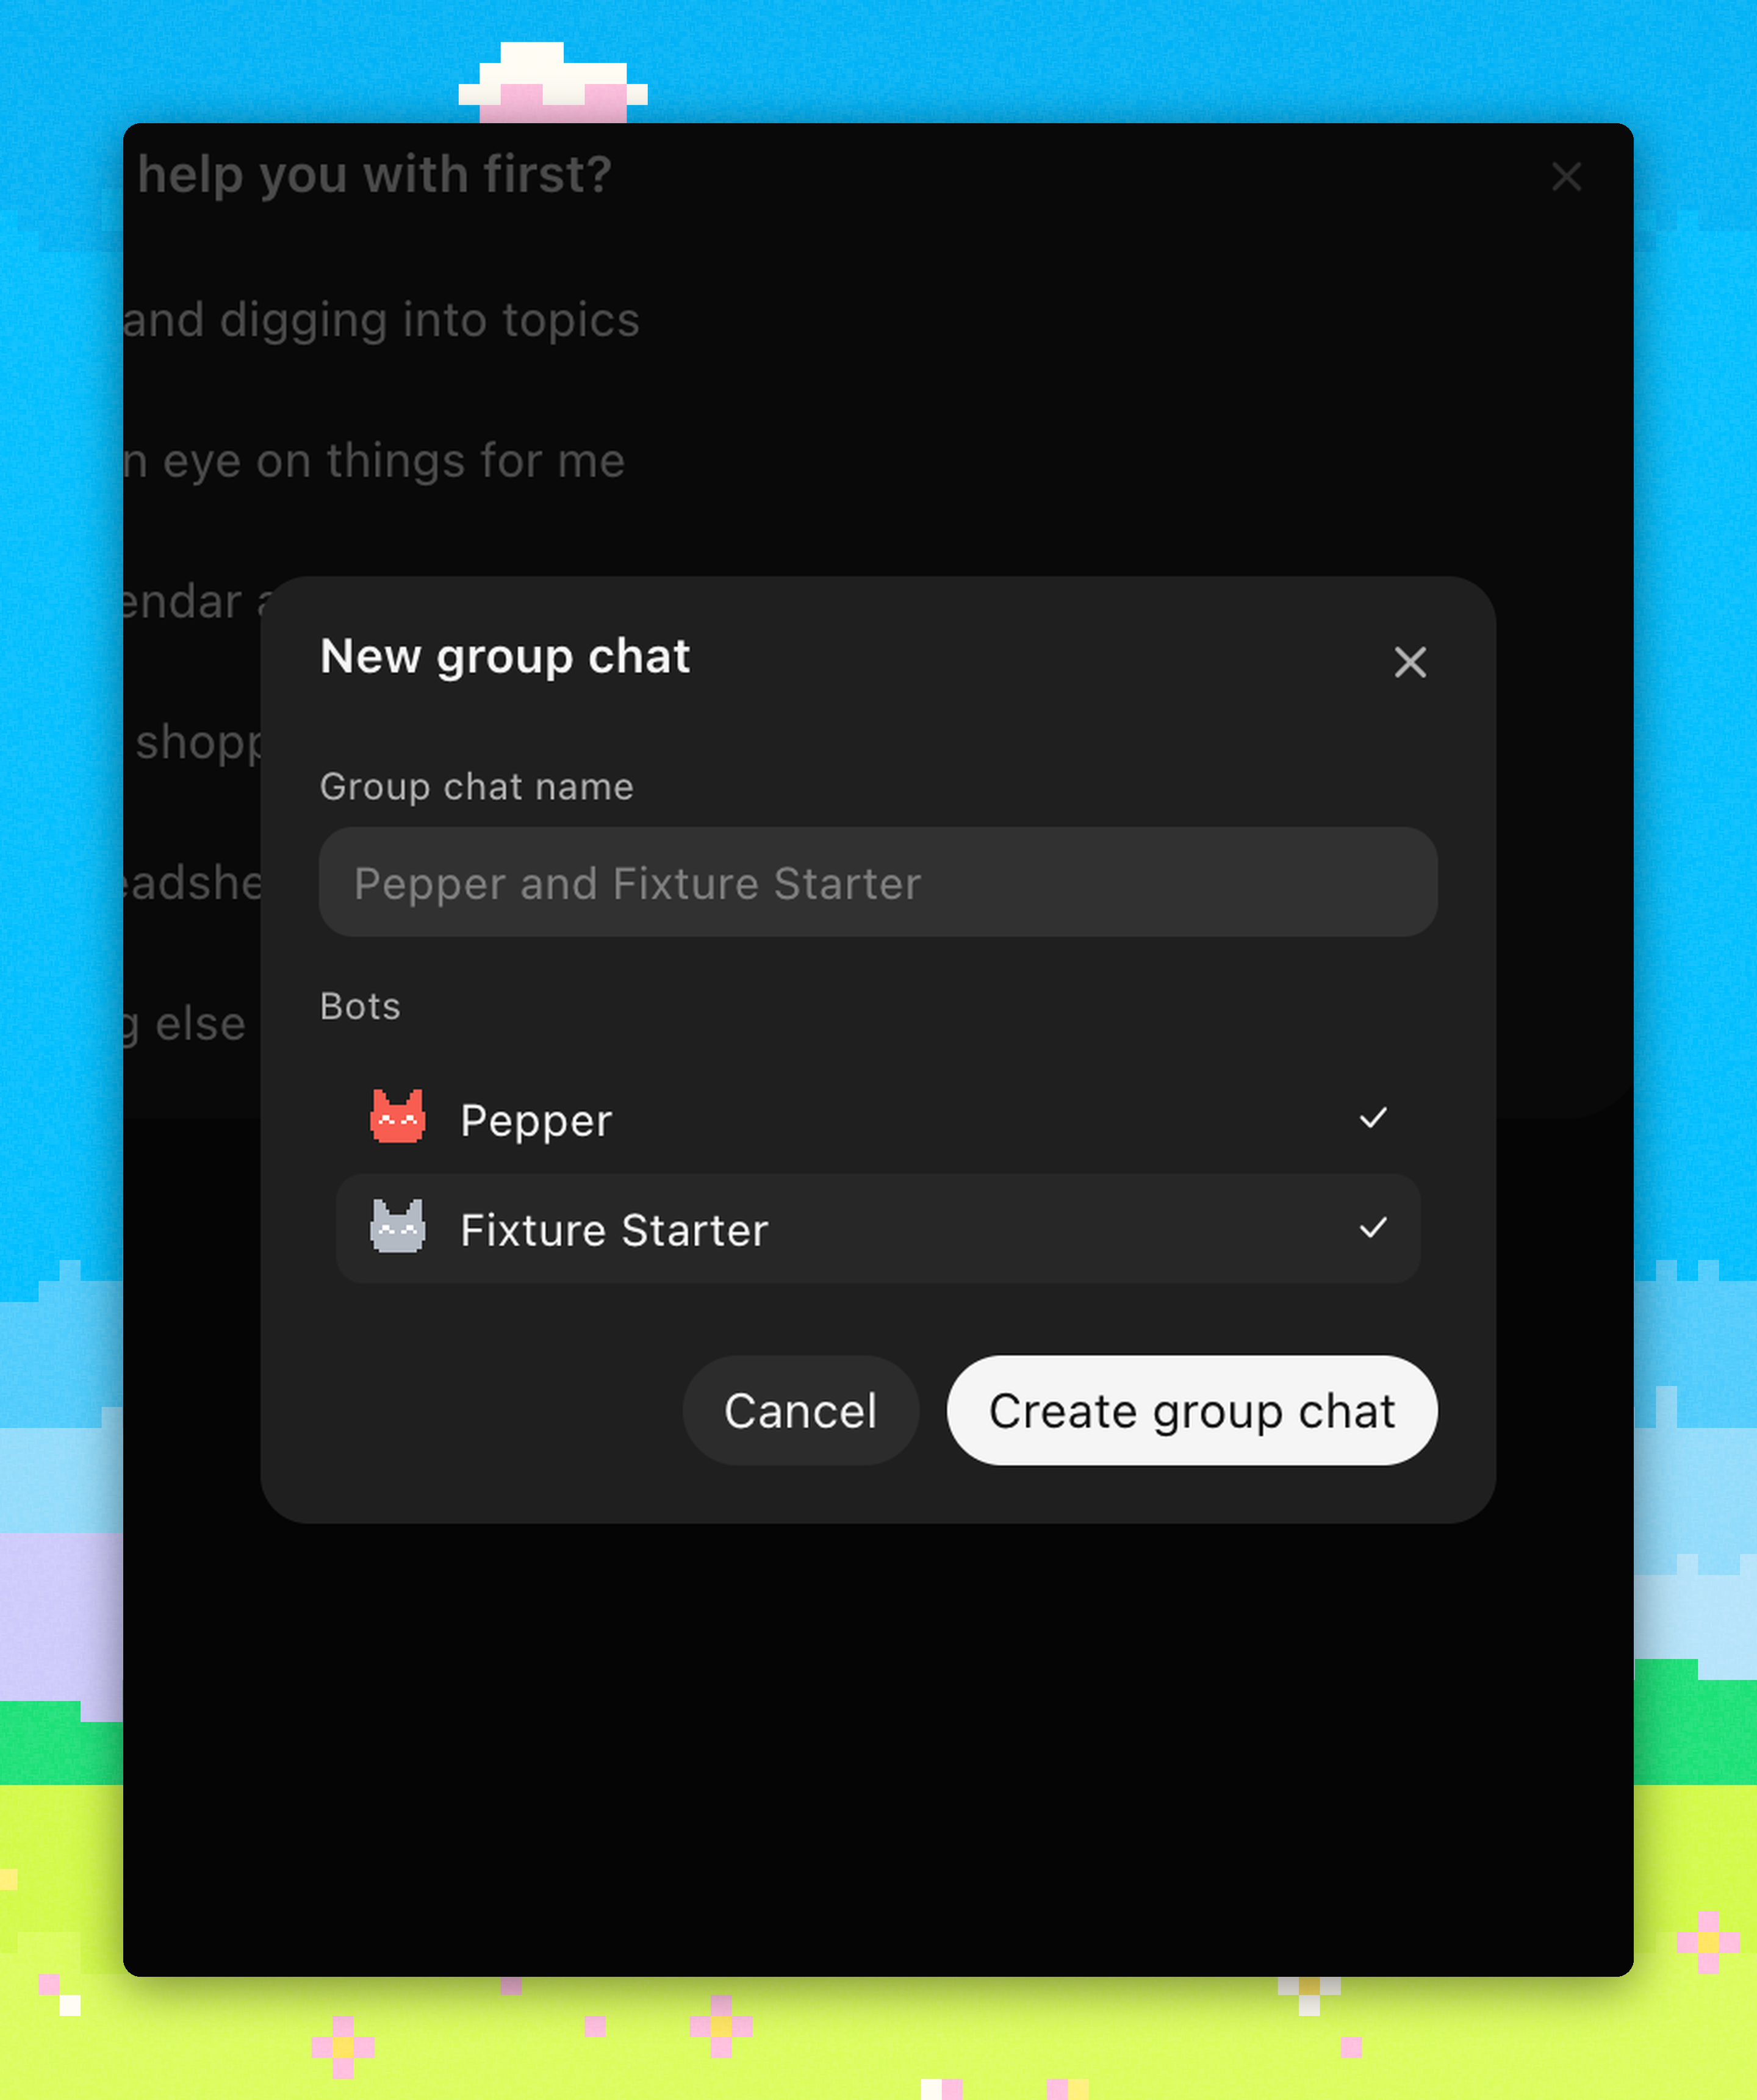 help you with first?
and digging into topics
n eye on things for me
endar
New group chat
shopp
Group chat name
eadshe
Pepper and Fixture Starter
Bots
g else
Pepper
Fixture Starter
Cancel
Create group chat